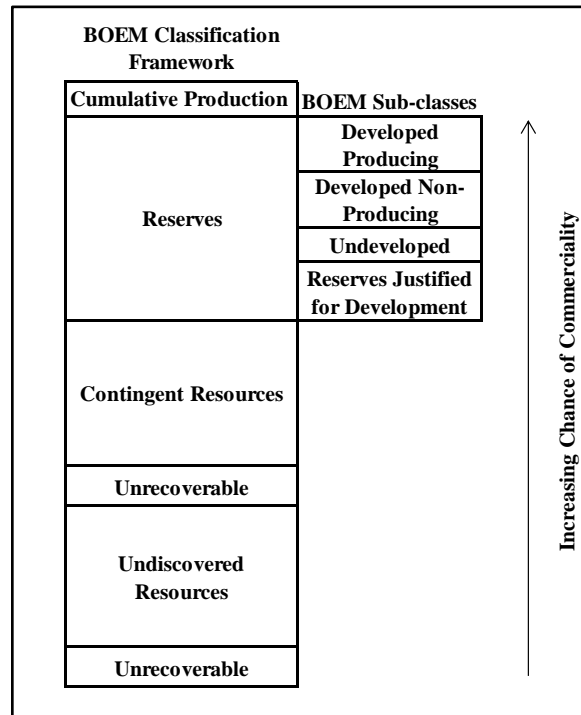 BOEM Classification
Framework
Cumulative Production
BOEM Sub-classes
Reserves
Developed
Producing
Developed Non-
Producing
Undeveloped
Reserves Justified
for Development
Contingent Resources
Unrecoverable
Undiscovered
Resources
Unrecoverable
Increasing Chance of Commerciality